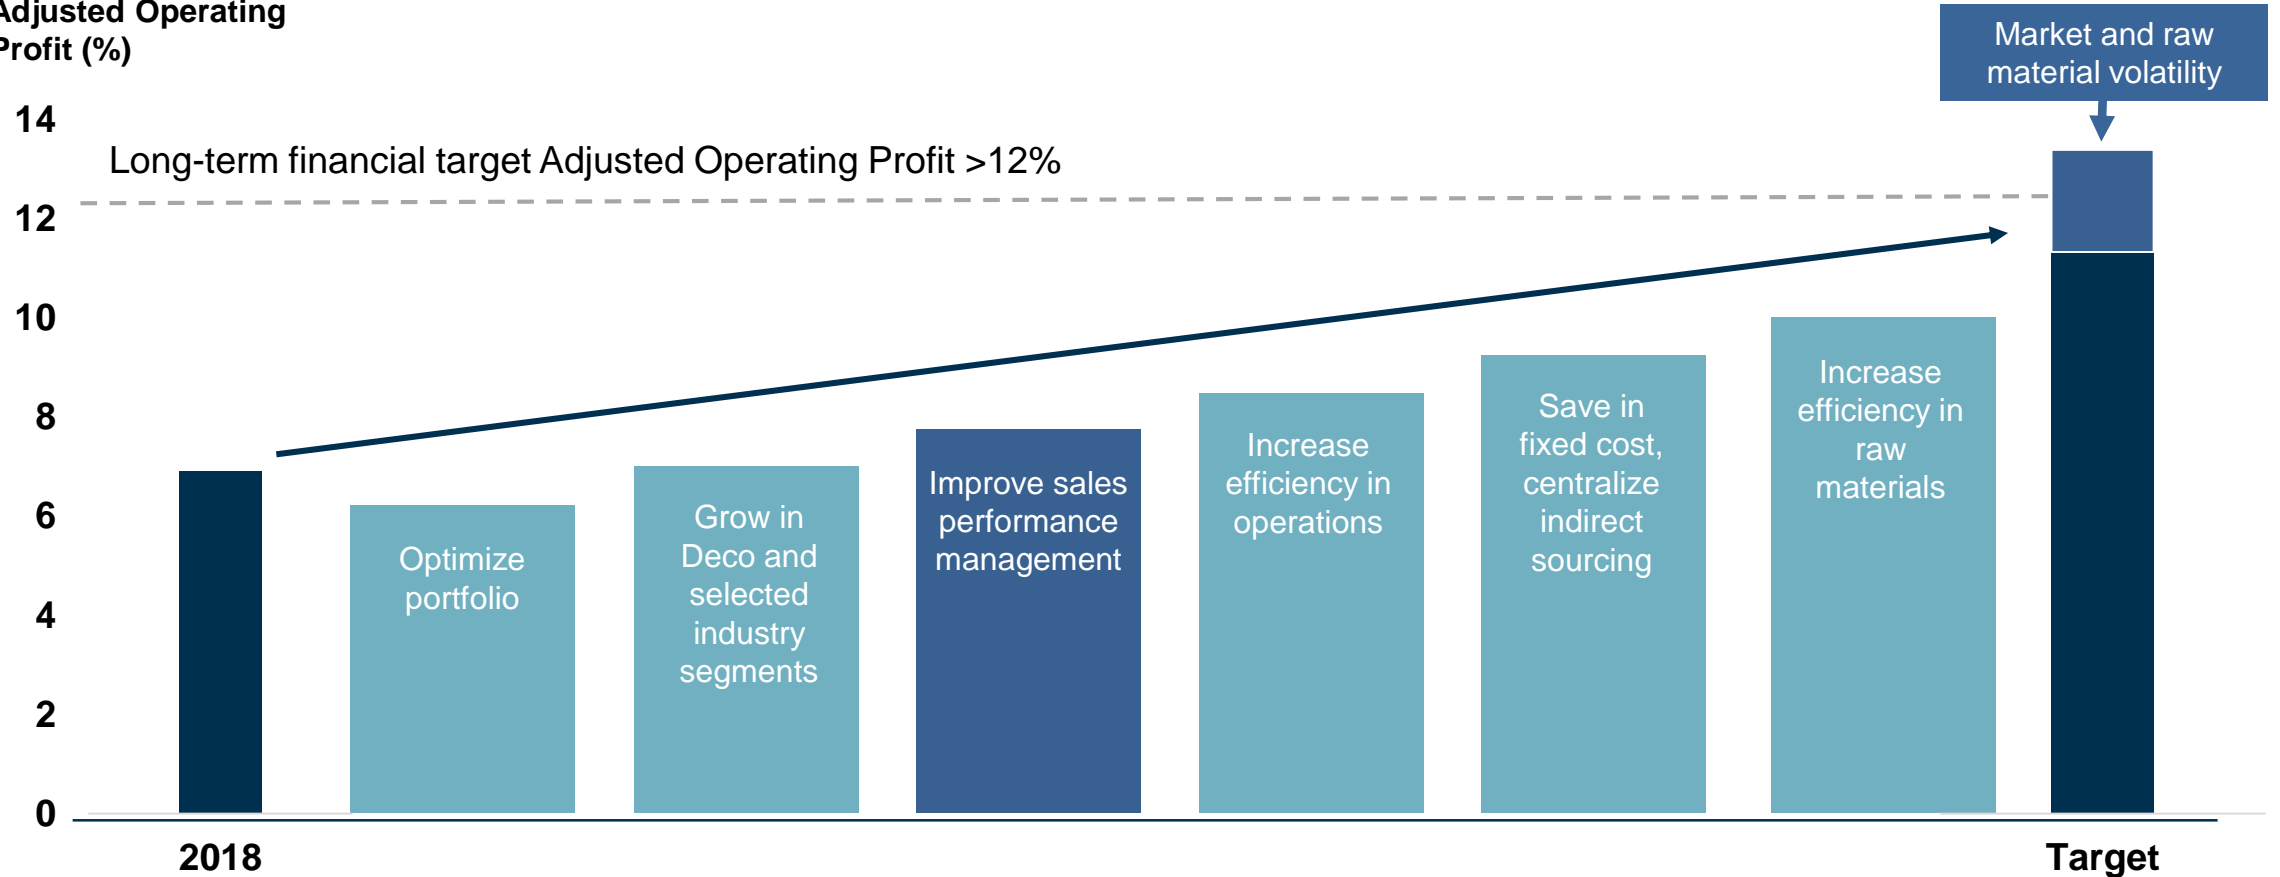 Adjusted Operating
Profit (%)
Market and raw
material volatility
14
Long-term financial target Adjusted Operating Profit >12%
12
10
8
6
4
2
0
Optimize
portfolio
Grow in
Deco and
selected
industry
segments
Improve sales
performance
management
Increase
efficiency in
operations
Save in
fixed cost,
centralize
indirect
sourcing
Increase
efficiency in
raw
materials
2018
Target